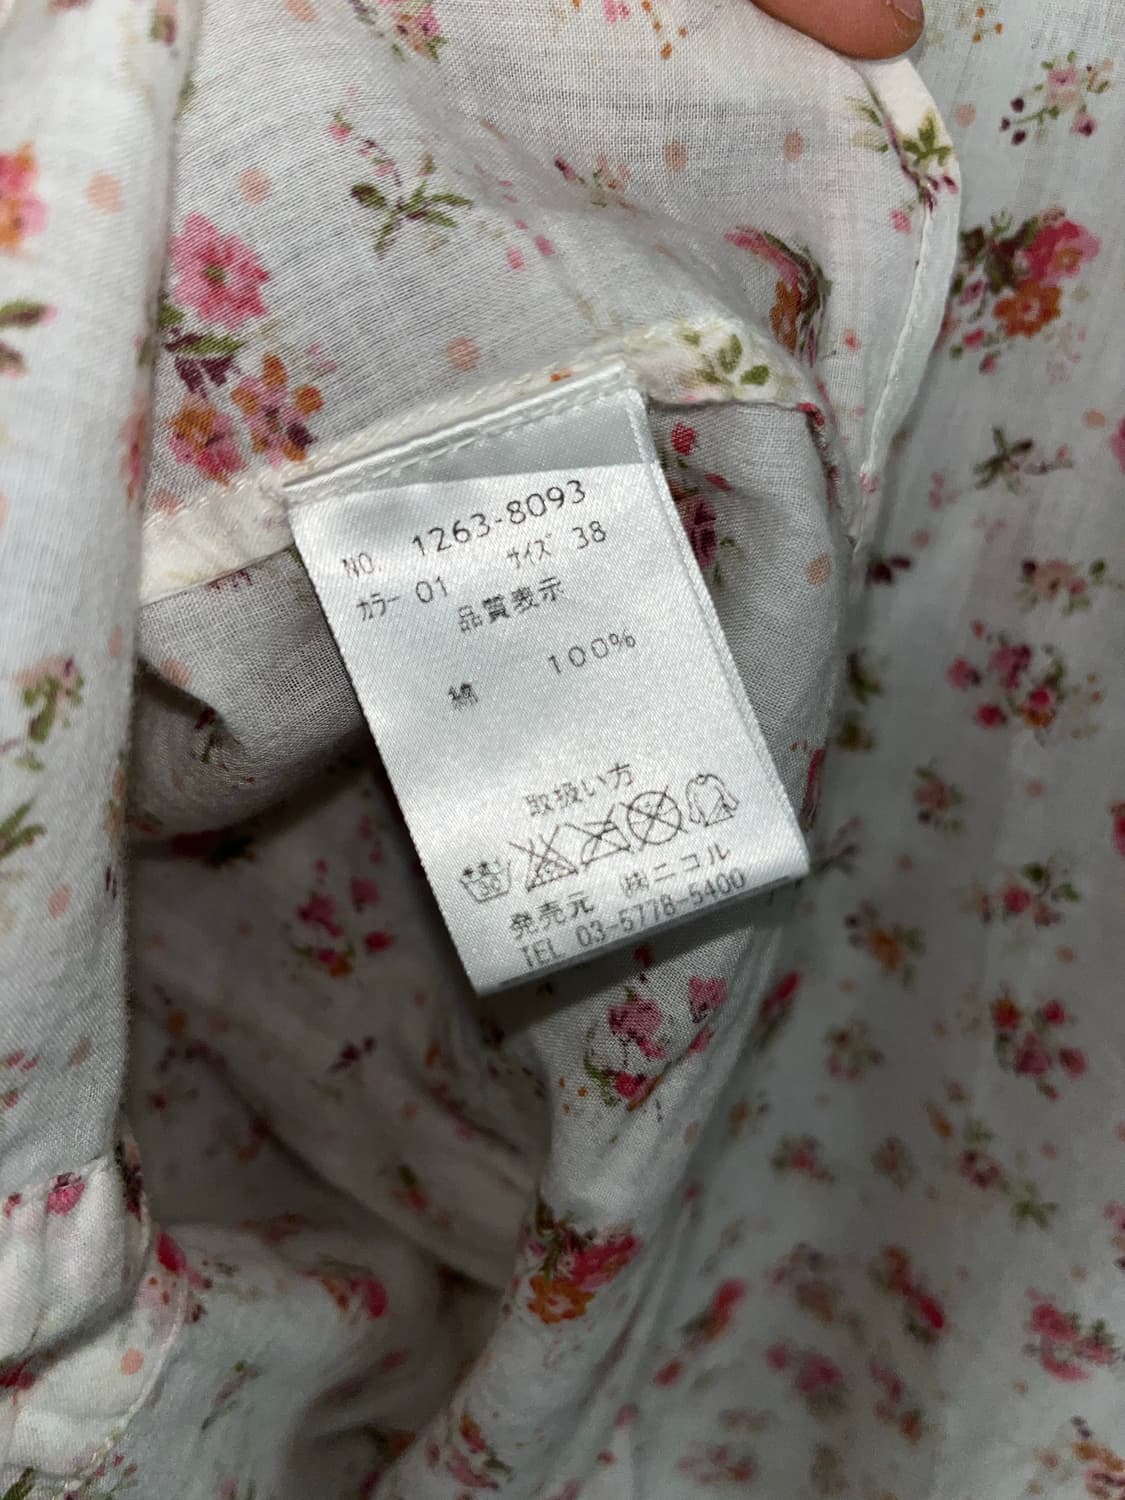 NO. 1263-8093
カラー 01 サイズ 38
品質表示
綿 100%
取扱い方
発売元 ㈱ニコル
TEL 03-5778-5400